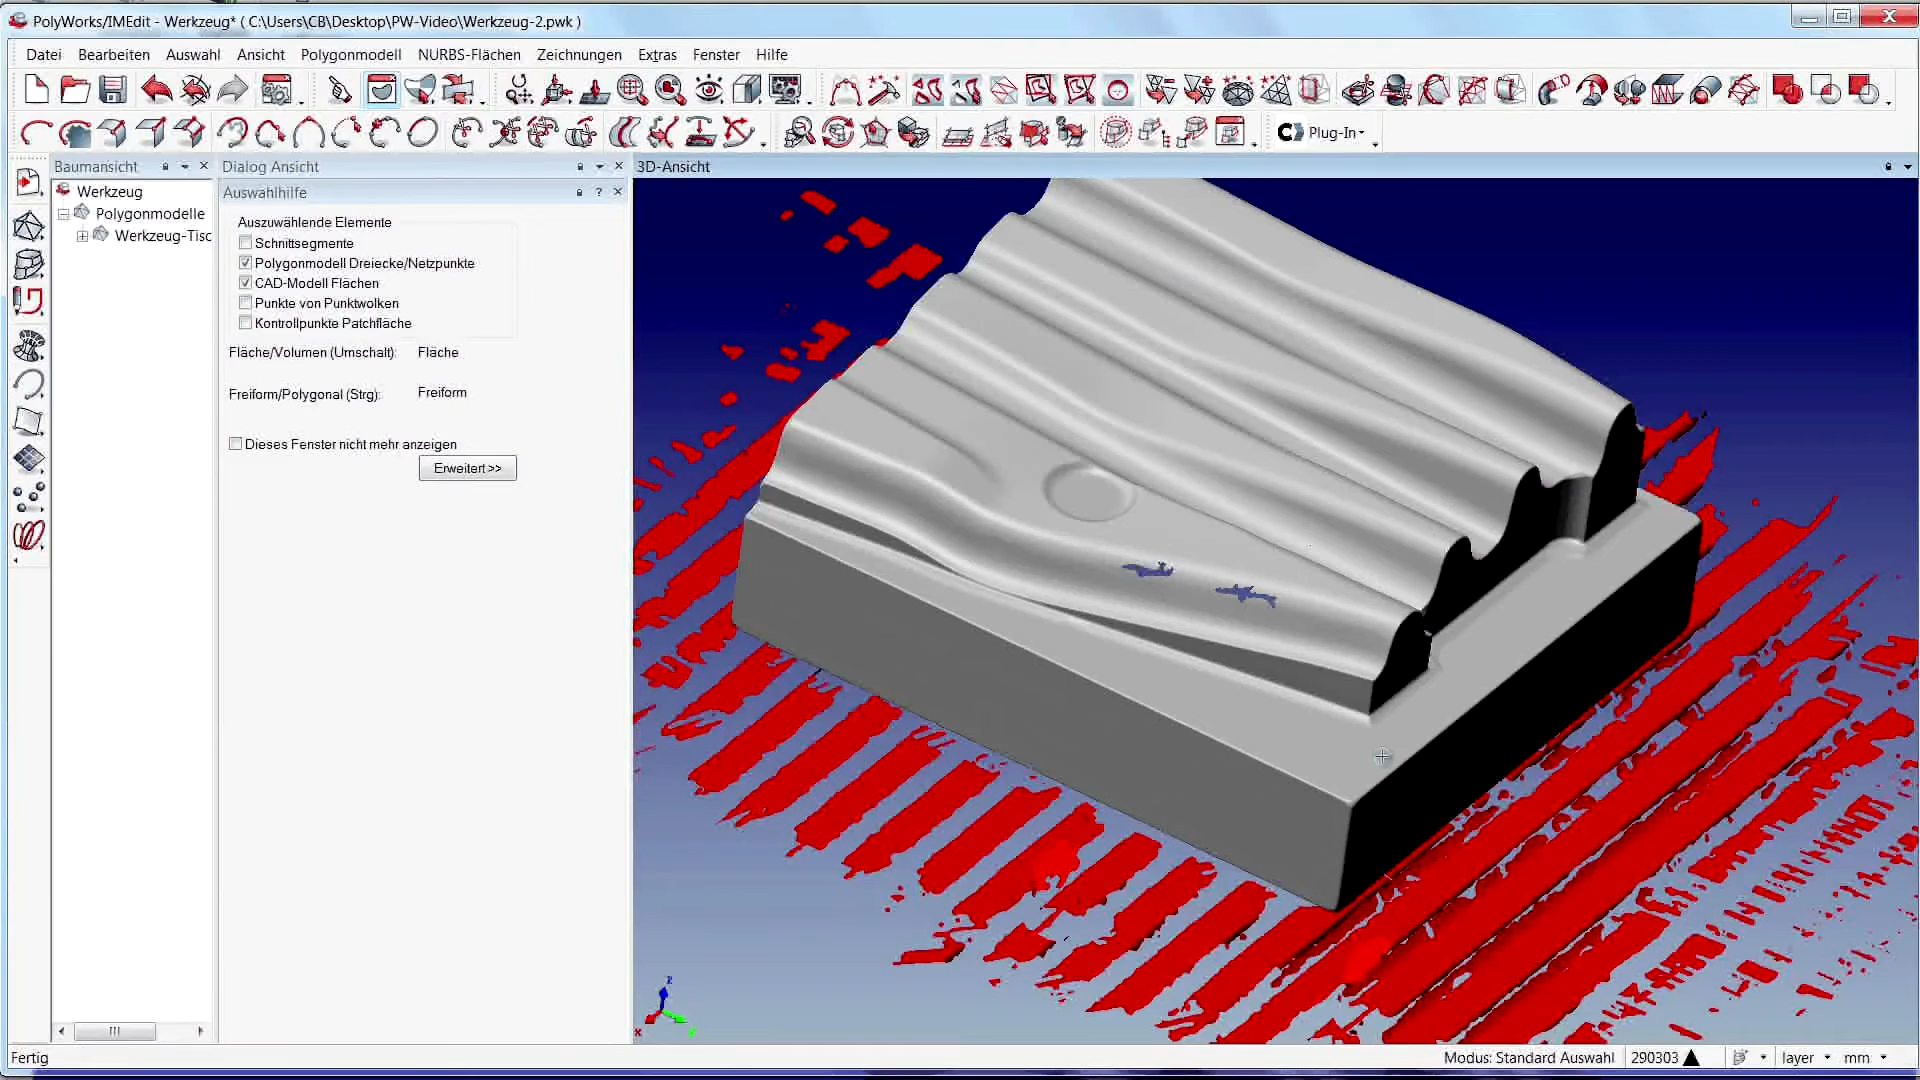 PolyWorks/IMEdit - Werkzeug* ( C:\Users\CB\Desktop\PW-Video\Werkzeug-2.pwk )
Datei Bearbeiten Auswahl Ansicht Polygonmodell NURBS-Flächen Zeichnungen Extras Fenster Hilfe
Plug-In
Baumansicht
Dialog Ansicht
3D-Ansicht
Werkzeug
Polygonmodelle
Werkzeug-Tisc
Auswahlhilfe
Auszuwählende Elemente
Schnittsegmente
Polygonmodell Dreiecke/Netzpunkte
CAD-Modell Flächen
Punkte von Punktwolken
Kontrollpunkte Patchfläche
Fläche/Volumen (Umschalt): Fläche
Freiform/Polygonal (Strg): Freiform
Dieses Fenster nicht mehr anzeigen
Erweitert >>
z
x
y
Fertig
Modus: Standard Auswahl 290303 layer mm